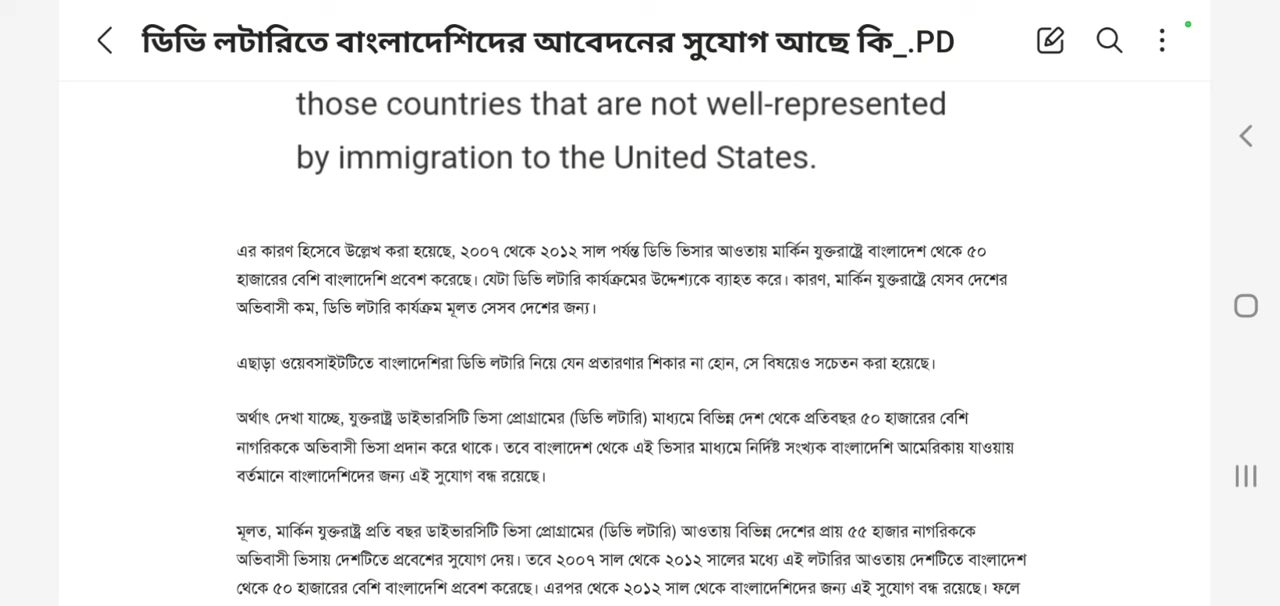 ডিভি লটারিতে বাংলাদেশিদের আবেদনের সুযোগ আছে কি_.PD
those countries that are not well-represented
by immigration to the United States.
এর কারণ হিসেবে উল্লেখ করা হয়েছে, ২০০৭ থেকে ২০১২ সাল পর্যন্ত ডিভি ভিসার আওতায় মার্কিন যুক্তরাষ্ট্রে বাংলাদেশ থেকে ৫০
হাজারের বেশি বাংলাদেশি প্রবেশ করেছে। যেটা ডিভি লটারি কার্যক্রমের উদ্দেশ্যকে ব্যাহত করে। কারণ, মার্কিন যুক্তরাষ্ট্রে যেসব দেশের
অভিবাসী কম, ডিভি লটারি কার্যক্রম মূলত সেসব দেশের জন্য।
এছাড়া ওয়েবসাইটটিতে বাংলাদেশিরা ডিভি লটারি নিয়ে যেন প্রতারণার শিকার না হোন, সে বিষয়েও সচেতন করা হয়েছে।
অর্থাৎ দেখা যাচ্ছে, যুক্তরাষ্ট্র ডাইভারসিটি ভিসা প্রোগ্রামের (ডিভি লটারি) মাধ্যমে বিভিন্ন দেশ থেকে প্রতিবছর ৫০ হাজারের বেশি
নাগরিককে অভিবাসী ভিসা প্রদান করে থাকে। তবে বাংলাদেশ থেকে এই ভিসার মাধ্যমে নির্দিষ্ট সংখ্যক বাংলাদেশি আমেরিকায় যাওয়ায়
বর্তমানে বাংলাদেশিদের জন্য এই সুযোগ বন্ধ রয়েছে।
মূলত, মার্কিন যুক্তরাষ্ট্র প্রতি বছর ডাইভারসিটি ভিসা প্রোগ্রামের (ডিভি লটারি) আওতায় বিভিন্ন দেশের প্রায় ৫৫ হাজার নাগরিককে
অভিবাসী ভিসায় দেশটিতে প্রবেশের সুযোগ দেয়। তবে ২০০৭ সাল থেকে ২০১২ সালের মধ্যে এই লটারির আওতায় দেশটিতে বাংলাদেশ
থেকে ৫০ হাজারের বেশি বাংলাদেশি প্রবেশ করেছে। এরপর থেকে ২০১২ সাল থেকে বাংলাদেশিদের জন্য এই সুযোগ বন্ধ রয়েছে। ফলে